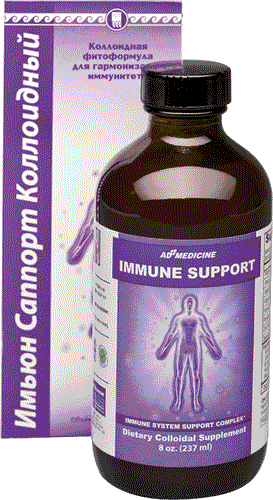 Коллоидная
фитоформула
для гармонизац
иммунитет
Имьюн Саппорт Коллоидный
AD MEDICINE
IMMUNE SUPPORT
IMMUNE SYSTEM SUPPORT COMPLEX
Dietary Colloidal Supplement
8 oz. (237 ml)